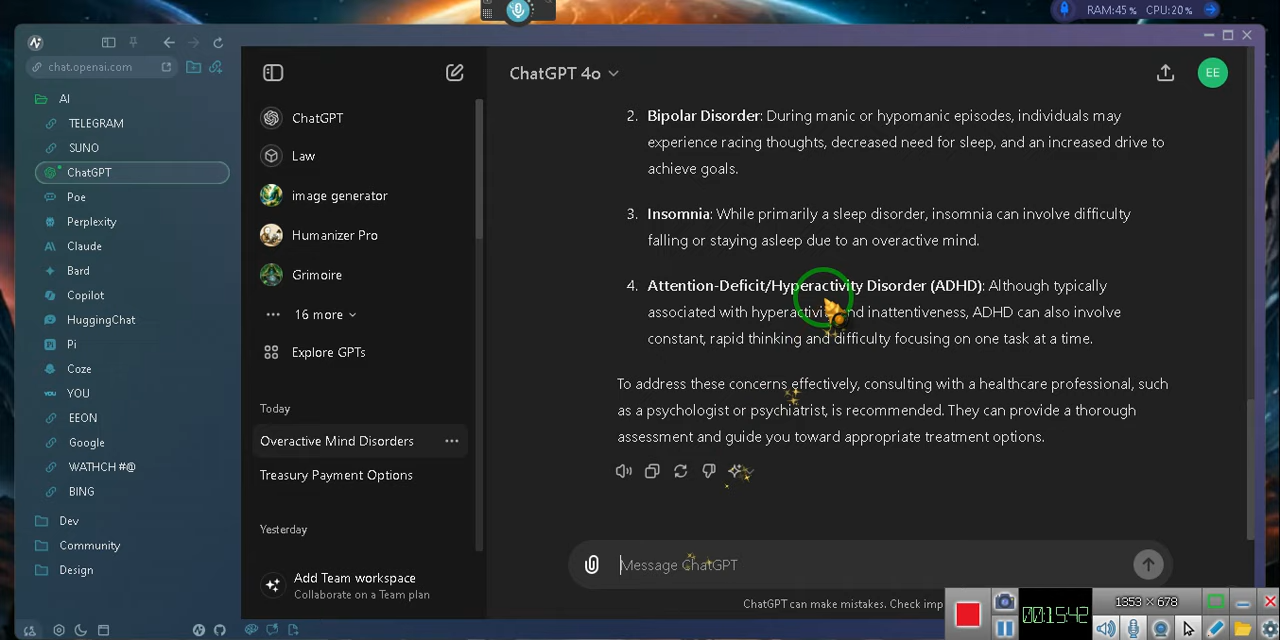 RAM:45% CPU:20%
chat.openai.com
AI
TELEGRAM
SUNO
ChatGPT
Poe
Perplexity
Claude
Bard
Copilot
HuggingChat
Pi
Coze
YOU
YOU
EEON
Google
WATHCH #@
BING
Dev
Community
Design
ChatGPT
Law
image generator
Humanizer Pro
Grimoire
16 more
Explore GPTs
Today
Overactive Mind Disorders
Treasury Payment Options
Yesterday
Add Team workspace
Collaborate on a Team plan
ChatGPT 4o
EE
2. Bipolar Disorder: During manic or hypomanic episodes, individuals may
experience racing thoughts, decreased need for sleep, and an increased drive to
achieve goals.
3. Insomnia: While primarily a sleep disorder, insomnia can involve difficulty
falling or staying asleep due to an overactive mind.
4. Attention-Deficit/Hyperactivity Disorder (ADHD): Although typically
associated with hyperactivity and inattentiveness, ADHD can also involve
constant, rapid thinking and difficulty focusing on one task at a time.
To address these concerns effectively, consulting with a healthcare professional, such
as a psychologist or psychiatrist, is recommended. They can provide a thorough
assessment and guide you toward appropriate treatment options.
Message ChatGPT
ChatGPT can make mistakes. Check imp
1353 × 678
00:15:42